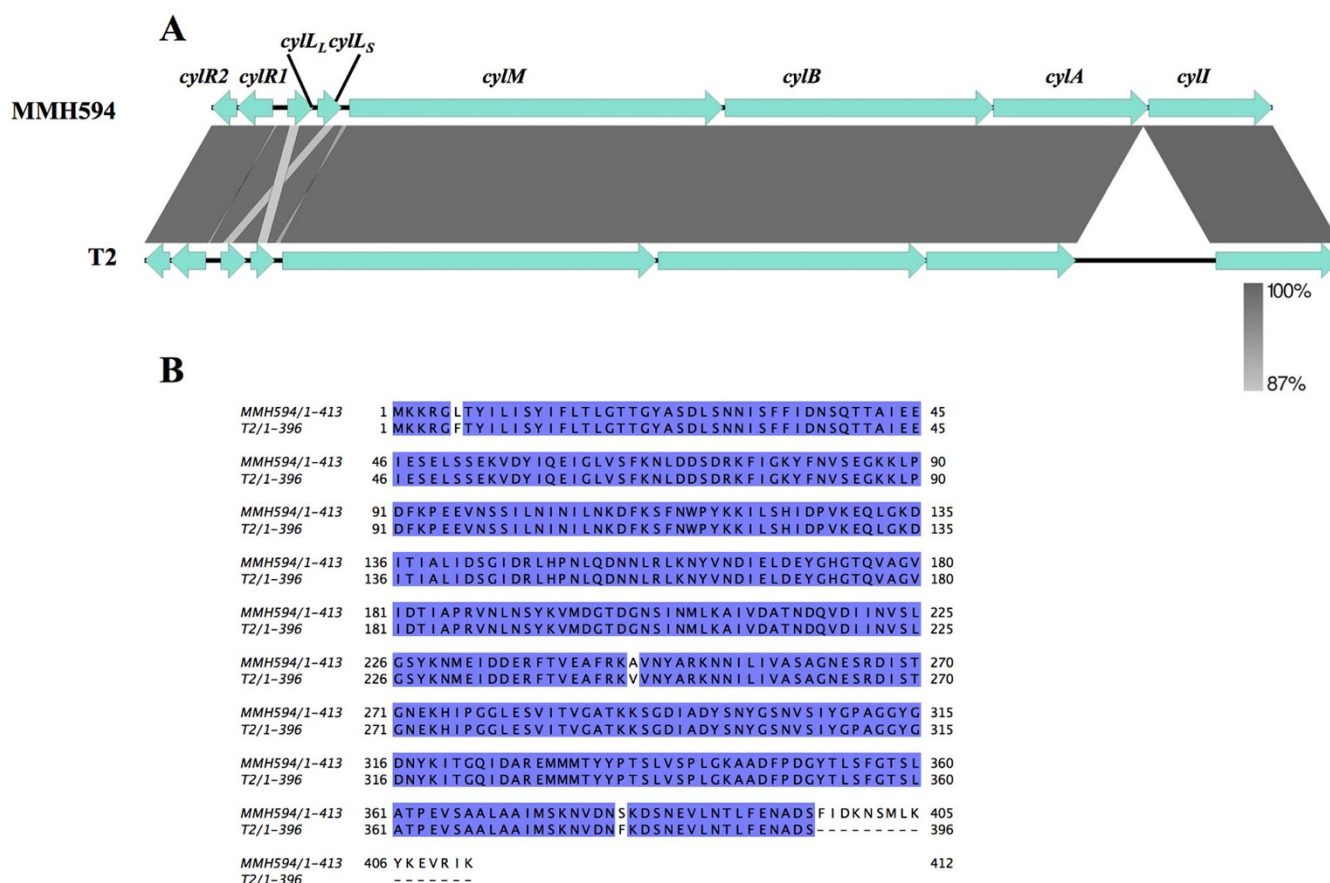 A
cylL_L cylL_S
cylR2 cylR1 cylM cylB cylA cylI
MMH594
T2
100%
87%
B
MMH594/1-413 1 MKKRGLTYILISYIFLTLGTTGYASDLSNNISFFIDNSQTTAIEE 45
T2/1-396 1 MKKRGFTYILISYIFLTLGTTGYASDLSNNISFFIDNSQTTAIEE 45
MMH594/1-413 46 IESELSSEKVDYIQEIGLVSFKNLDDSDRKFIGKYFNVSEGKKLP 90
T2/1-396 46 IESELSSEKVDYIQEIGLVSFKNLDDSDRKFIGKYFNVSEGKKLP 90
MMH594/1-413 91 DFKPEEVNSSILNINILNKDFKSFNWPYKKILSHIDPVKEQLGKD 135
T2/1-396 91 DFKPEEVNSSILNINILNKDFKSFNWPYKKILSHIDPVKEQLGKD 135
MMH594/1-413 136 ITIALIDSGIDRLHPNLQDNNLRLKNYVNDIELDEYGHGTQVAGV 180
T2/1-396 136 ITIALIDSGIDRLHPNLQDNNLRLKNYVNDIELDEYGHGTQVAGV 180
MMH594/1-413 181 IDTIAPRVNLNSYKVMDGTDGNSINMLKAIVDATNDQVDIINVSL 225
T2/1-396 181 IDTIAPRVNLNSYKVMDGTDGNSINMLKAIVDATNDQVDIINVSL 225
MMH594/1-413 226 GSYKNMEIDDERFTVEAFRKAVNYARKNNILIVASAGNESRDIST 270
T2/1-396 226 GSYKNMEIDDERFTVEAFRKVVNYARKNNILIVASAGNESRDIST 270
MMH594/1-413 271 GNEKHIPGGLESVITVGATKKSGDIADYSNYGSNVSIYGPAGGYG 315
T2/1-396 271 GNEKHIPGGLESVITVGATKKSGDIADYSNYGSNVSIYGPAGGYG 315
MMH594/1-413 316 DNYKITGQIDAREMMMTYYPTSLVSPLGKAADFPDGYTLSFGTSL 360
T2/1-396 316 DNYKITGQIDAREMMMTYYPTSLVSPLGKAADFPDGYTLSFGTSL 360
MMH594/1-413 361 ATPEVSAALAAIMSKNVDNSKDSNEVLNTLFENADSFIDKNSMLK 405
T2/1-396 361 ATPEVSAALAAIMSKNVDNFKDSNEVLNTLFENADS--------- 396
MMH594/1-413 406 YKEVRIK 412
T2/1-396 -------